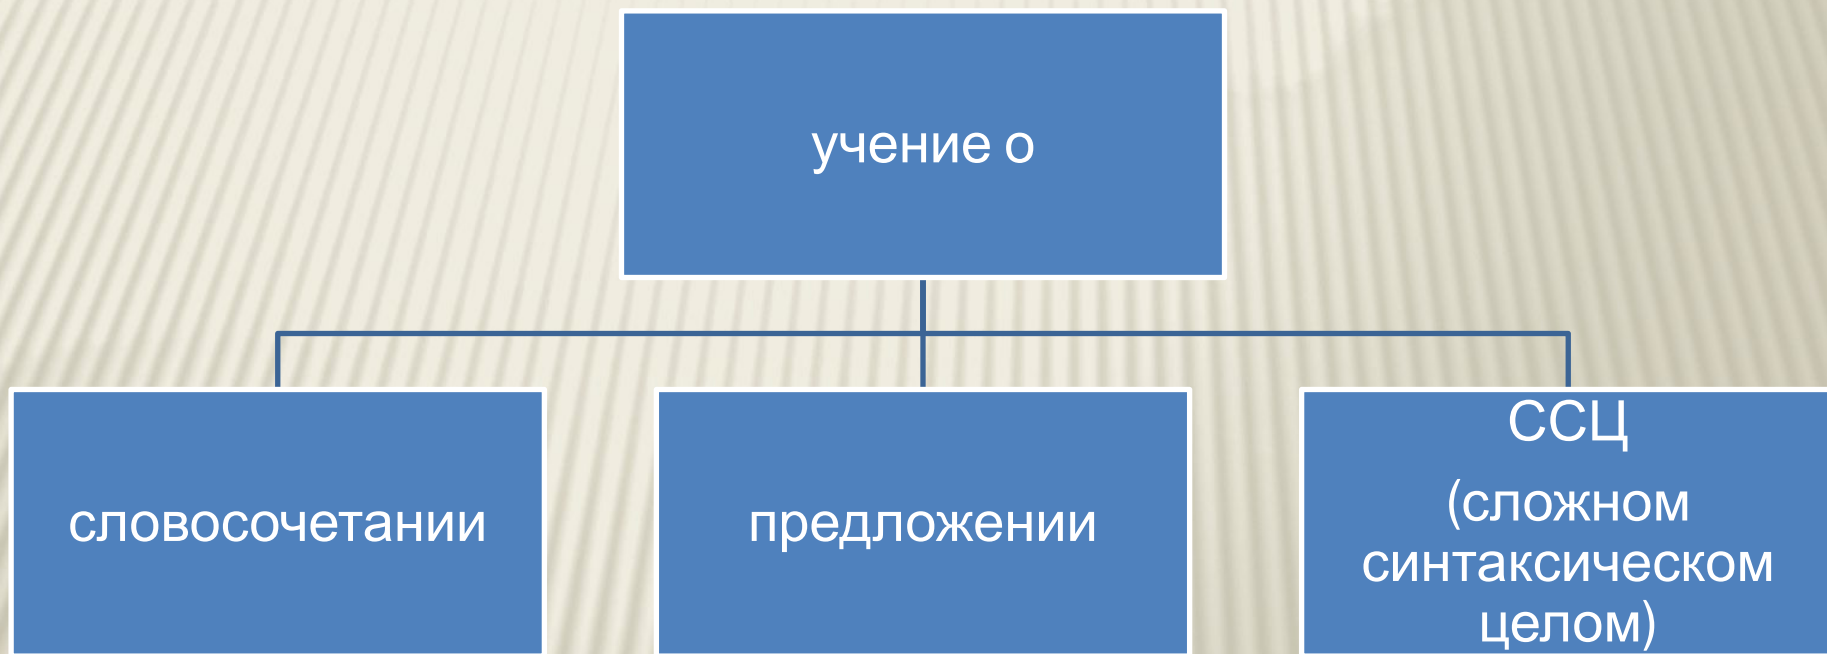 учение о
словосочетании
предложении
ССЦ
(сложном
синтаксическом
целом)